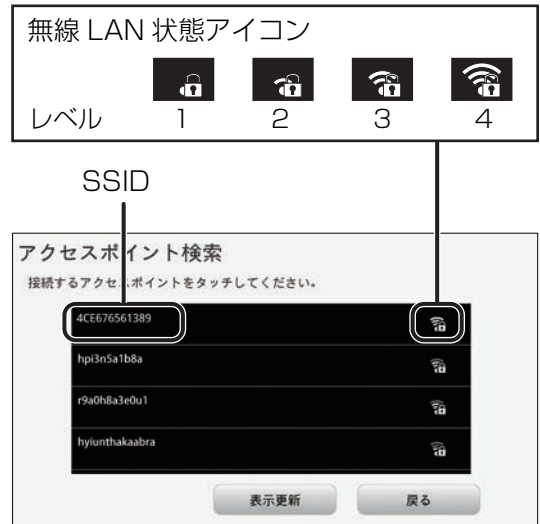 無線 LAN 状態アイコン
レベル 1 2 3 4
SSID
アクセスポイント検索
接続するアクセスポイントをタッチしてください。
4CE676561389
hpi3n5a1b8a
r9a0h8a3e0u1
hyiunthakaabra
表示更新 戻る